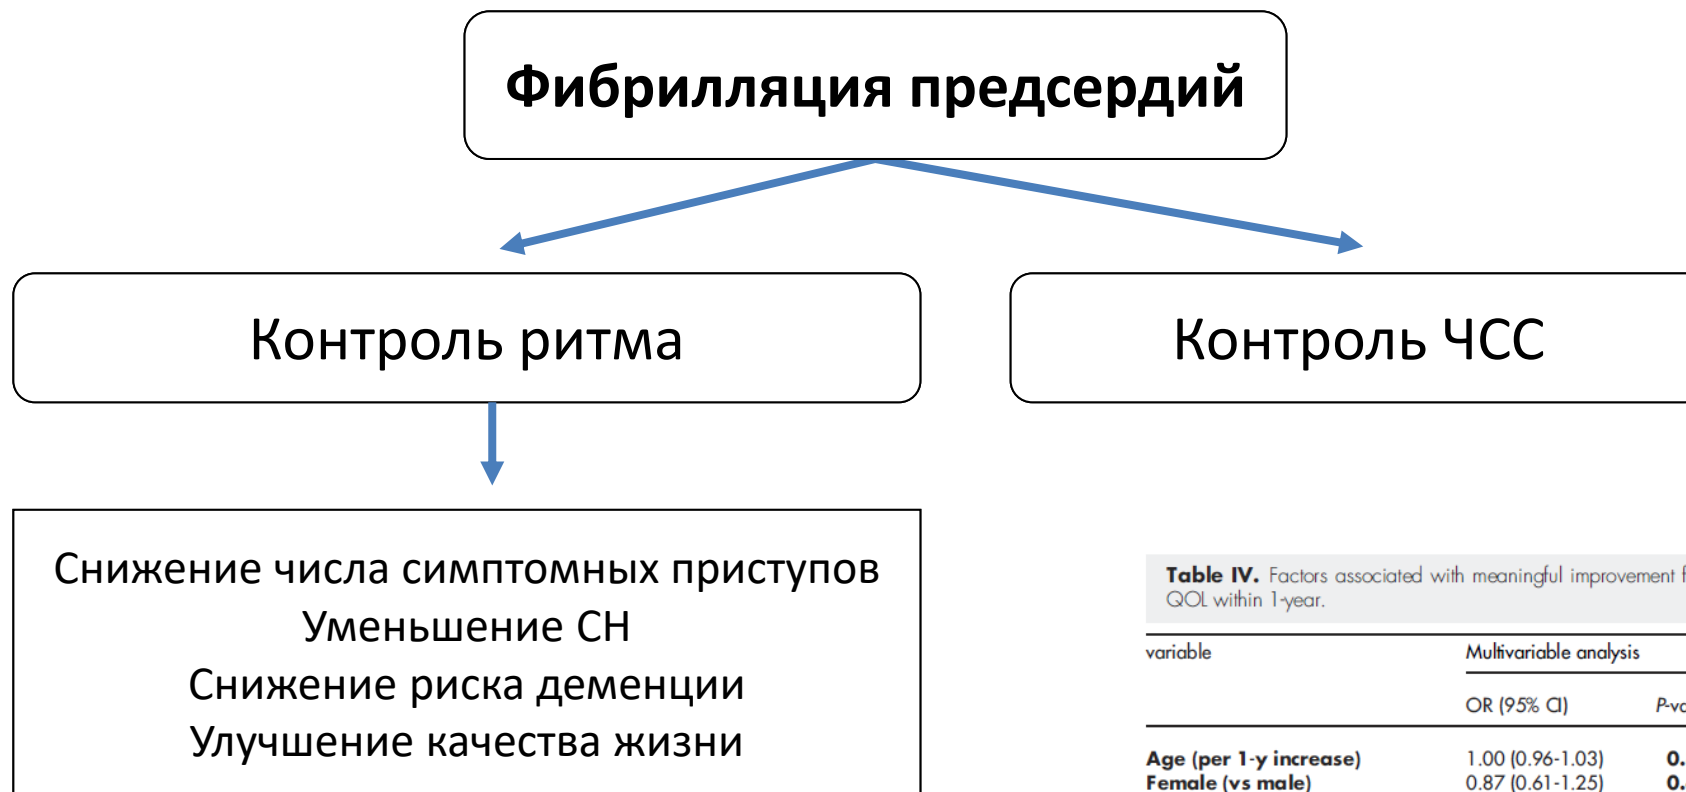 Фибрилляция предсердий
Контроль ритма
Контроль ЧСС
Снижение числа симптомных приступов
Уменьшение СН
Снижение риска деменции
Улучшение качества жизни
Table IV. Factors associated with meaningful improvement
QOL within 1-year.
variable
Multivariable analysis
OR (95% CI)
Age (per 1-y increase) 1.00 (0.96-1.03)
Female (vs male) 0.87 (0.61-1.25)